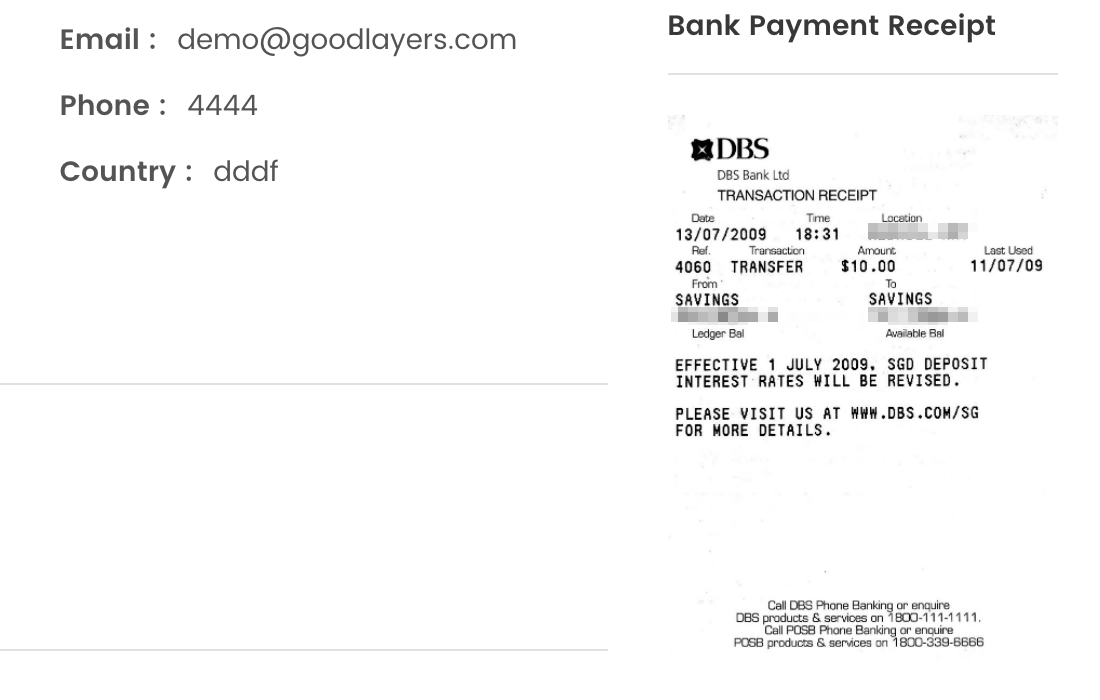 Email : demo@goodlayers.com
Phone : 4444
Country : dddf
Bank Payment Receipt
DBS
DBS Bank Ltd
TRANSACTION RECEIPT
Date Time Location
13/07/2009 18:31
Ref. Transaction Amount Last Used
4060 TRANSFER $10.00 11/07/09
From To
SAVINGS SAVINGS
Ledger Bal Available Bal
EFFECTIVE 1 JULY 2009, SGD DEPOSIT
INTEREST RATES WILL BE REVISED.
PLEASE VISIT US AT WWW.DBS.COM/SG
FOR MORE DETAILS.
Call DBS Phone Banking or enquire
DBS products & services on 1800-111-1111.
Call POSB Phone Banking or enquire
POSB products & services on 1800-339-6666